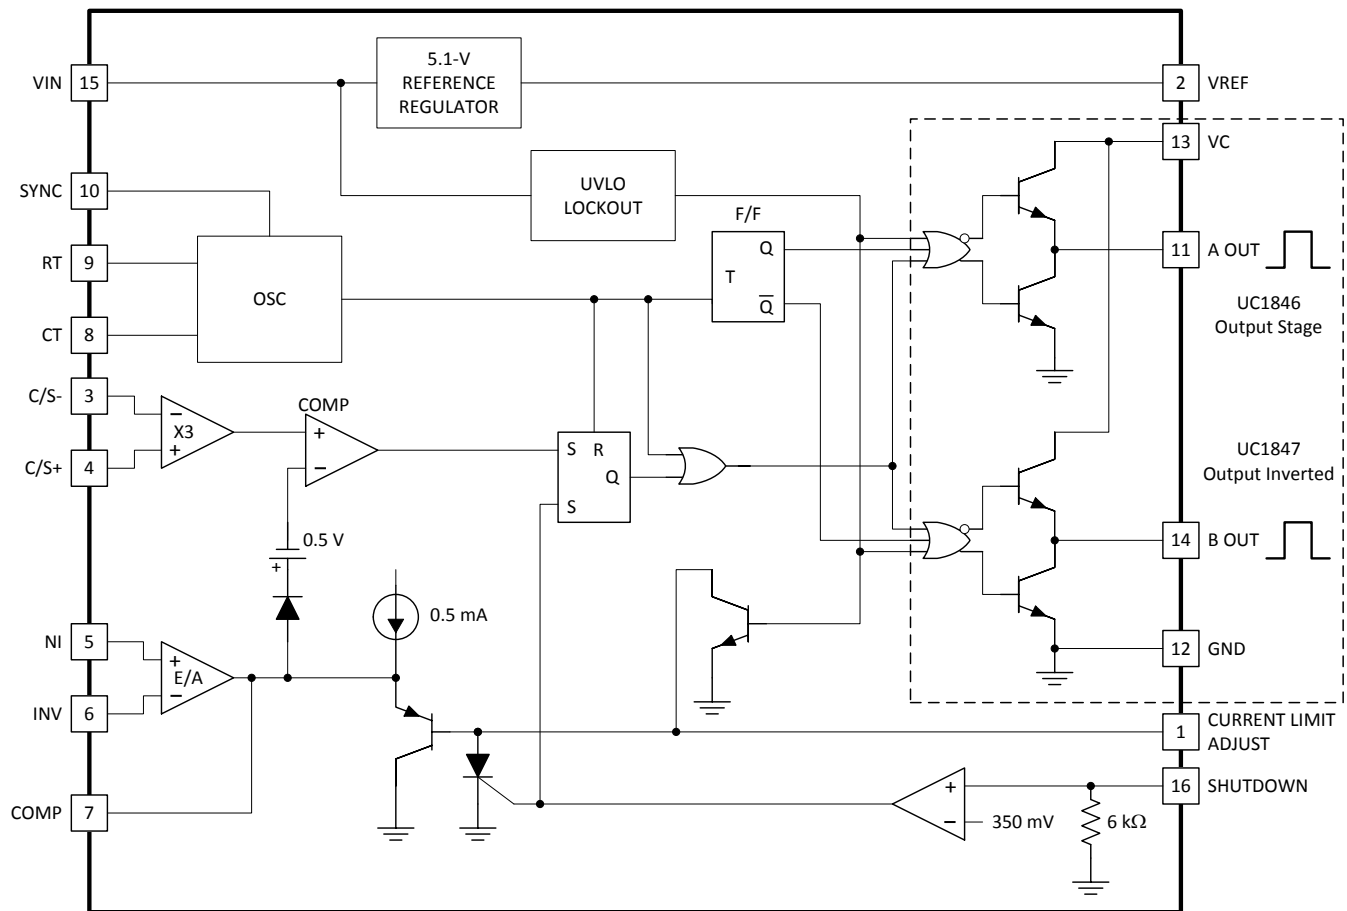 5.1-V
REFERENCE
REGULATOR
VIN 15
2 VREF
13 VC
SYNC 10
UVLO
LOCKOUT
F/F
Q
T
Q̅
11 A OUT
RT 9
OSC
CT 8
UC1846
Output Stage
C/S- 3
−
X3
+
C/S+ 4
COMP
+
−
S R
Q
S
UC1847
Output Inverted
0.5 V
+
14 B OUT
0.5 mA
NI 5
+
E/A
−
INV 6
12 GND
1 CURRENT LIMIT
ADJUST
16 SHUTDOWN
+
−
350 mV
6 kΩ
COMP 7